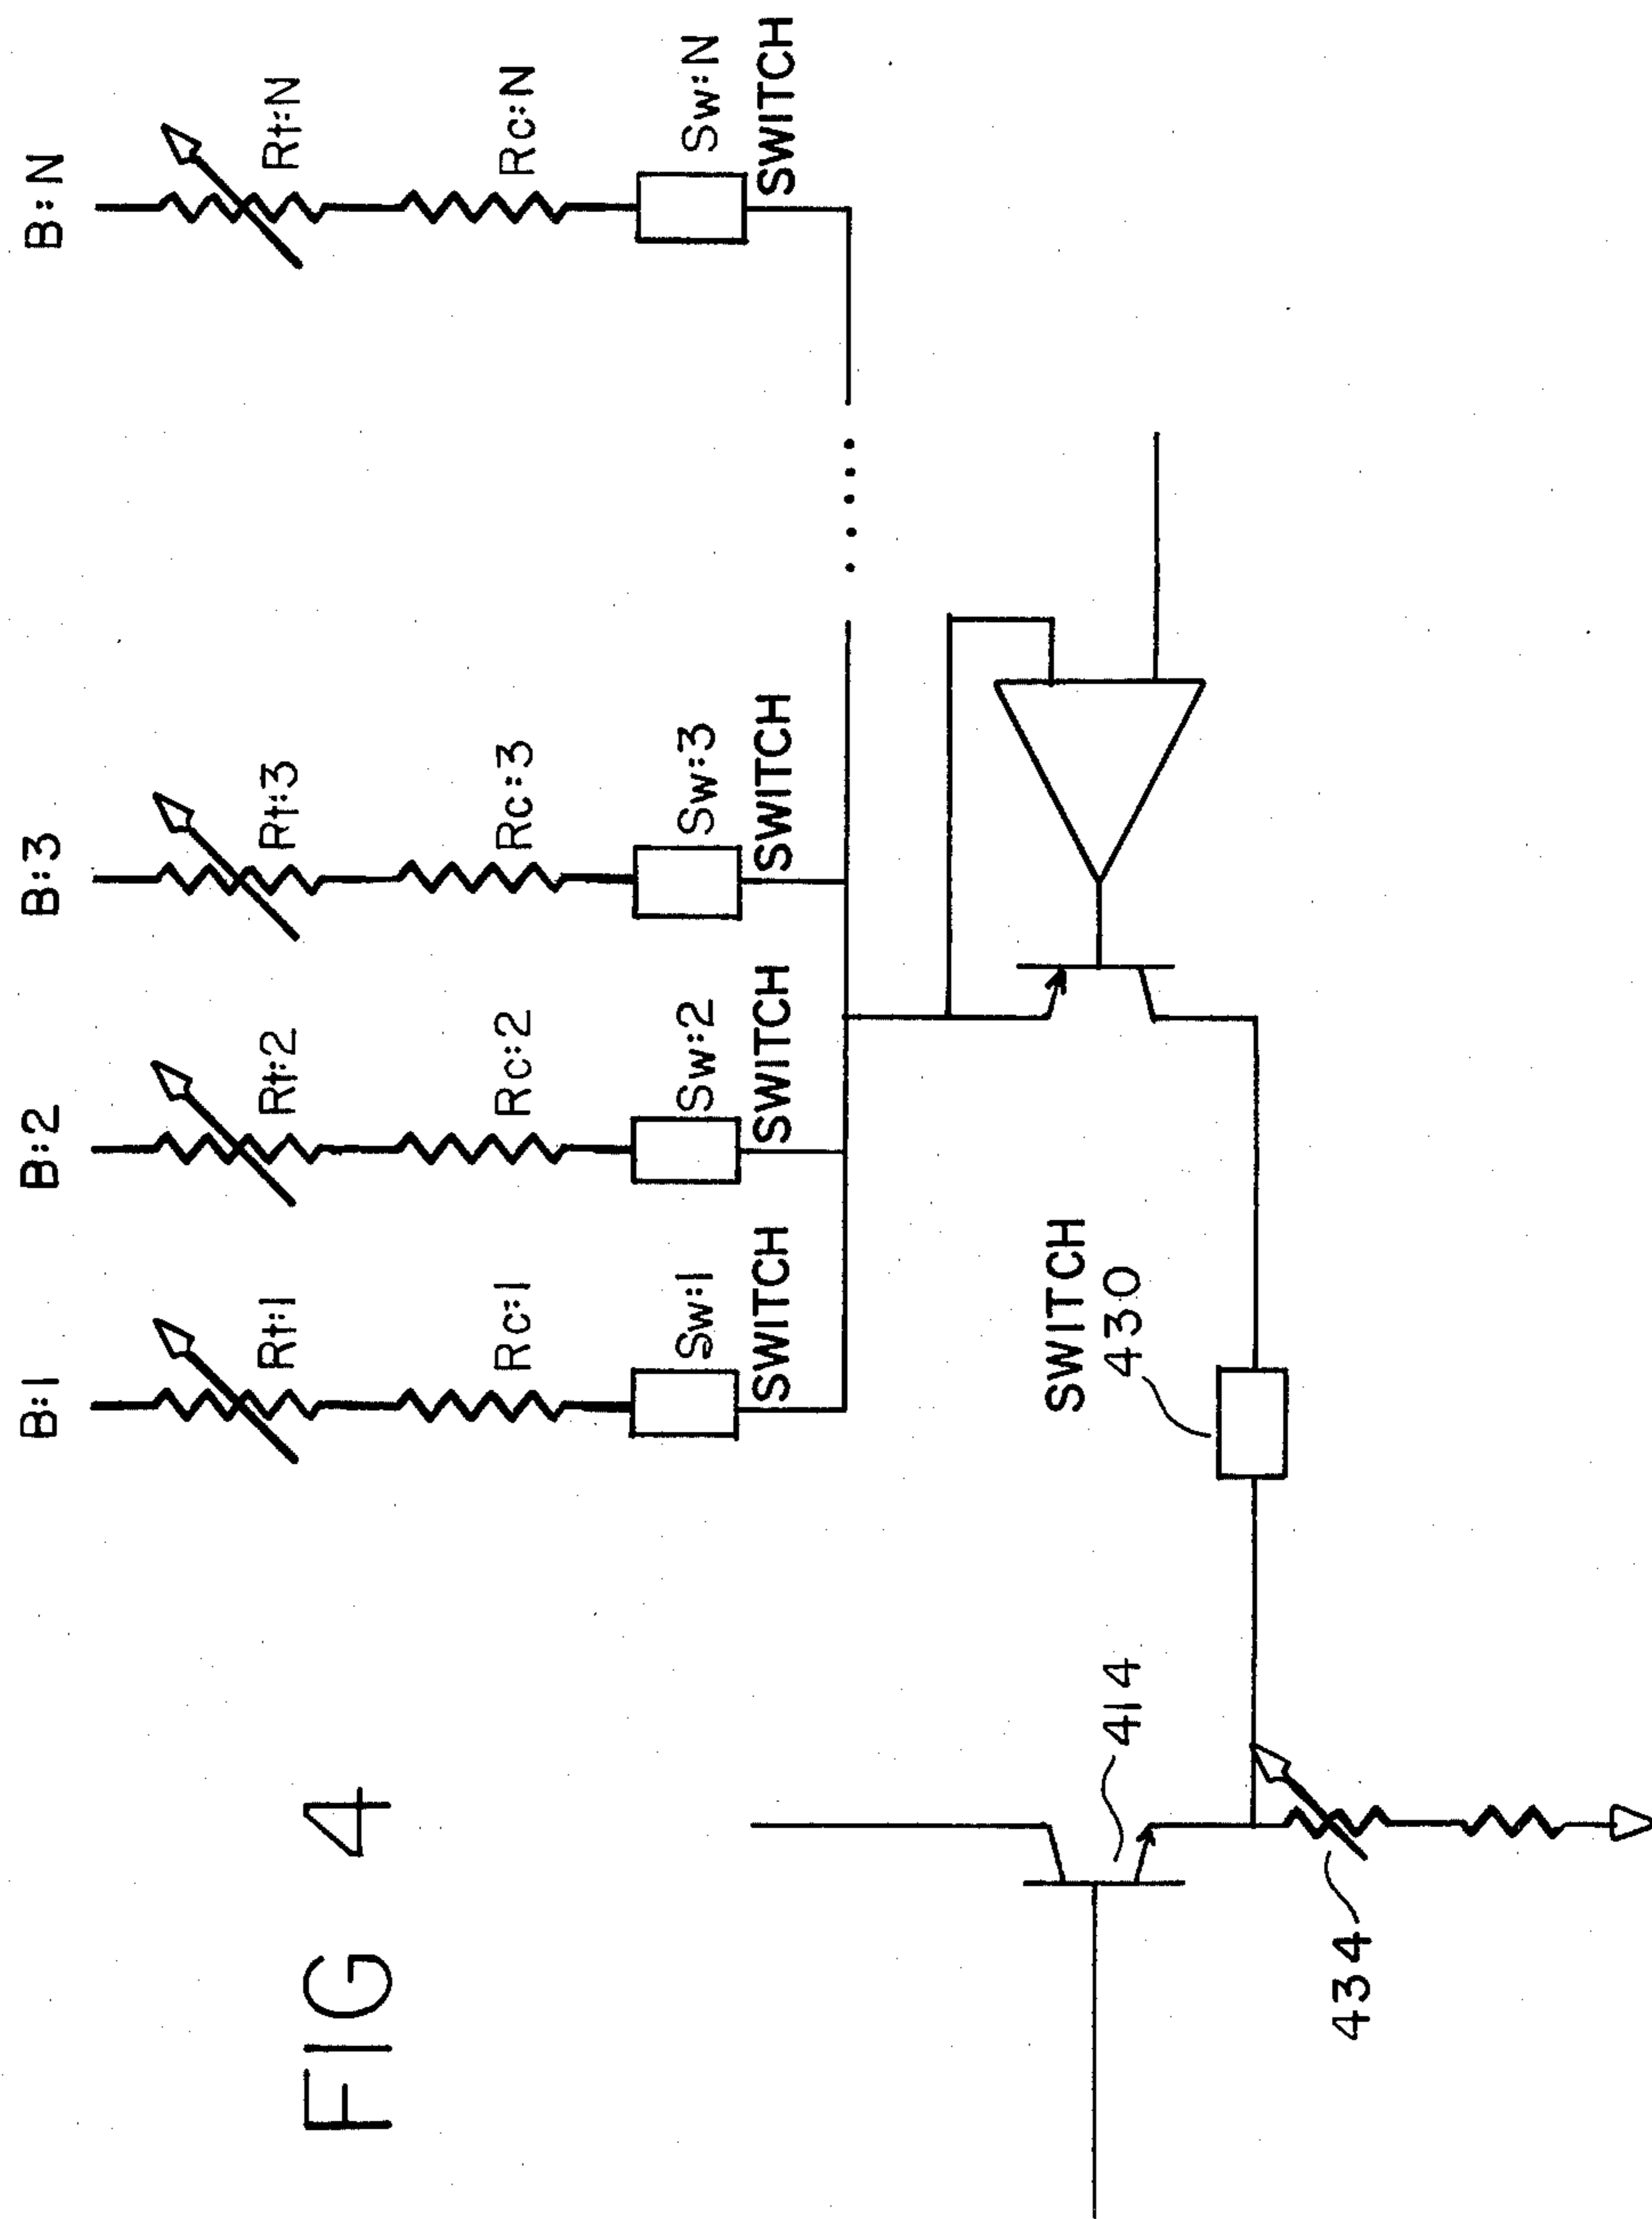 FIG 4
B:1
B:2
B:3
B:N
Rt:1
Rt:2
Rt:3
Rt:N
Rc:1
Rc:2
Rc:3
Rc:N
Sw:1
Sw:2
Sw:3
Sw:N
SWITCH
SWITCH
SWITCH
SWITCH
SWITCH
430
414
434